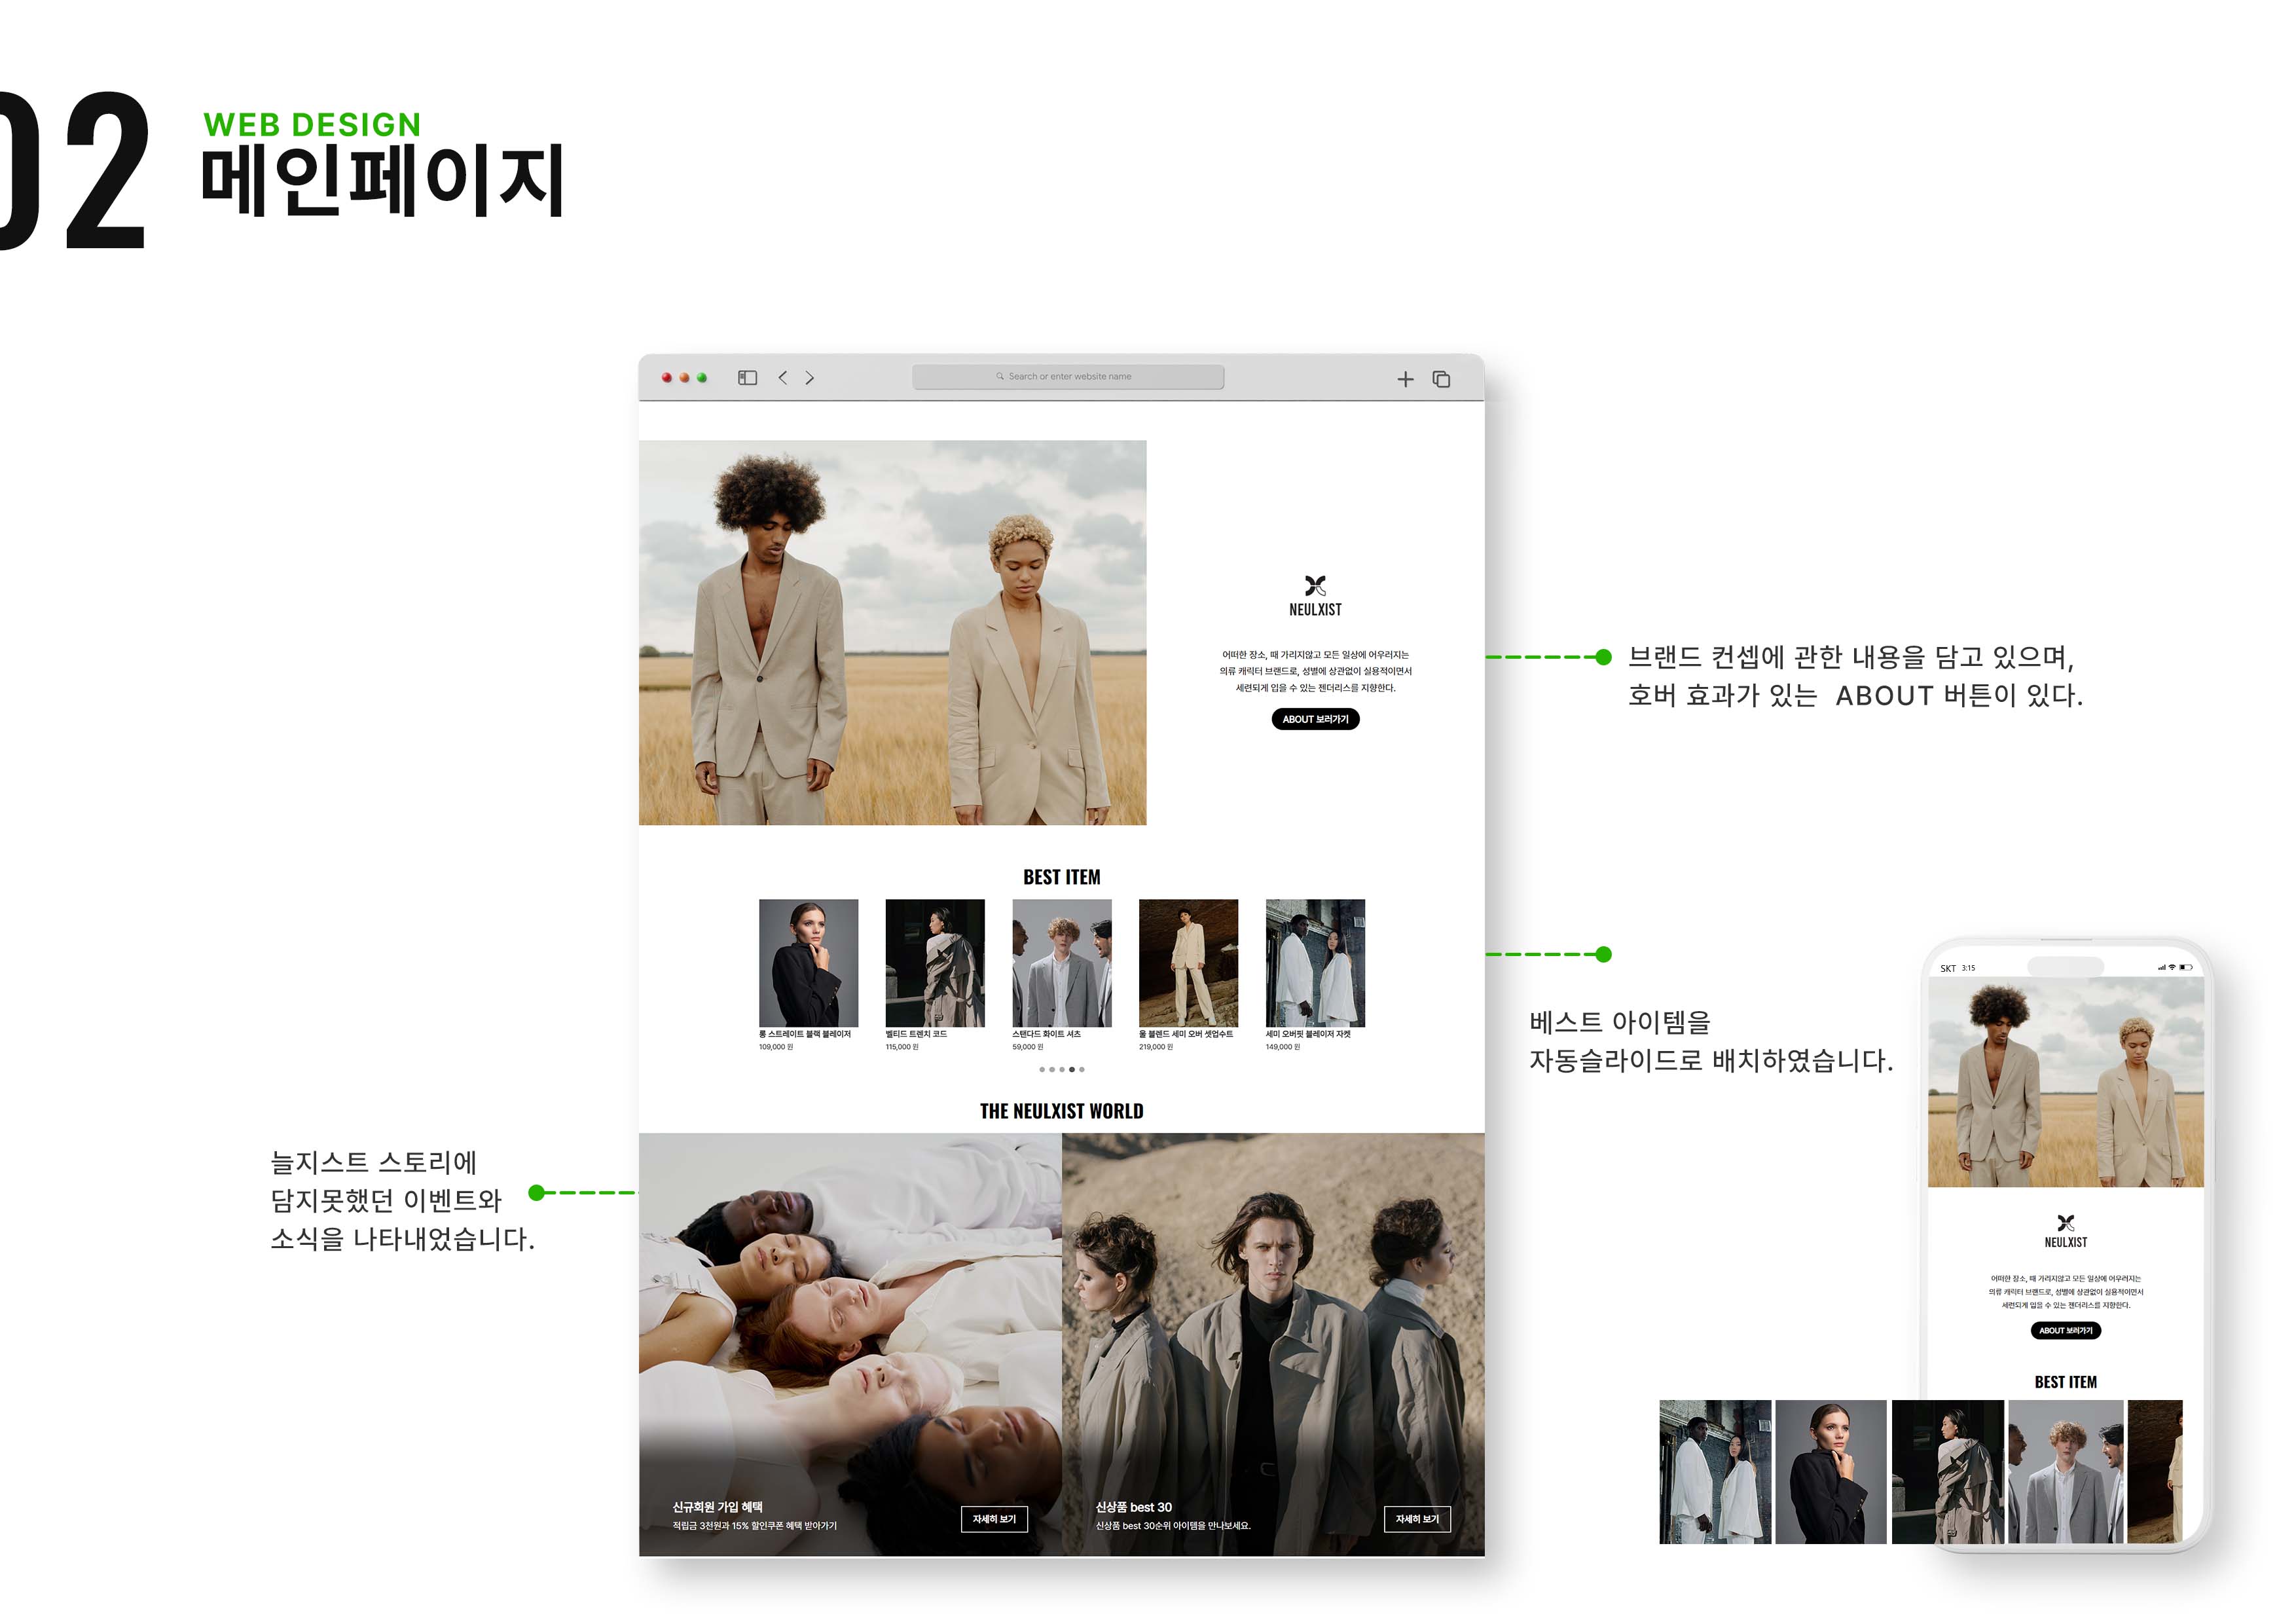 02
WEB DESIGN
메인페이지
Search or enter website name
NEULXIST
어떠한 장소, 때 가리지않고 모든 일상에 어우러지는
의류 캐릭터 브랜드로, 성별에 상관없이 실용적이면서
세련되게 입을 수 있는 젠더리스를 지향한다.
ABOUT 보러가기
브랜드 컨셉에 관한 내용을 담고 있으며,
호버 효과가 있는 ABOUT 버튼이 있다.
BEST ITEM
롱 스트레이트 블랙 블레이저
109,000 원
벨티드 트렌치 코드
115,000 원
스탠다드 화이트 셔츠
59,000 원
울 블렌드 세미 오버 셋업수트
219,000 원
세미 오버핏 블레이저 자켓
149,000 원
베스트 아이템을
자동슬라이드로 배치하였습니다.
THE NEULXIST WORLD
늘지스트 스토리에
담지못했던 이벤트와
소식을 나타내었습니다.
신규회원 가입 혜택
적립금 3천원과 15% 할인쿠폰 혜택 받아가기
자세히 보기
신상품 best 30
신상품 best 30순위 아이템을 만나보세요.
자세히 보기
SKT 3:15
NEULXIST
어떠한 장소, 때 가리지않고 모든 일상에 어우러지는
의류 캐릭터 브랜드로, 성별에 상관없이 실용적이면서
세련되게 입을 수 있는 젠더리스를 지향한다.
ABOUT 보러가기
BEST ITEM